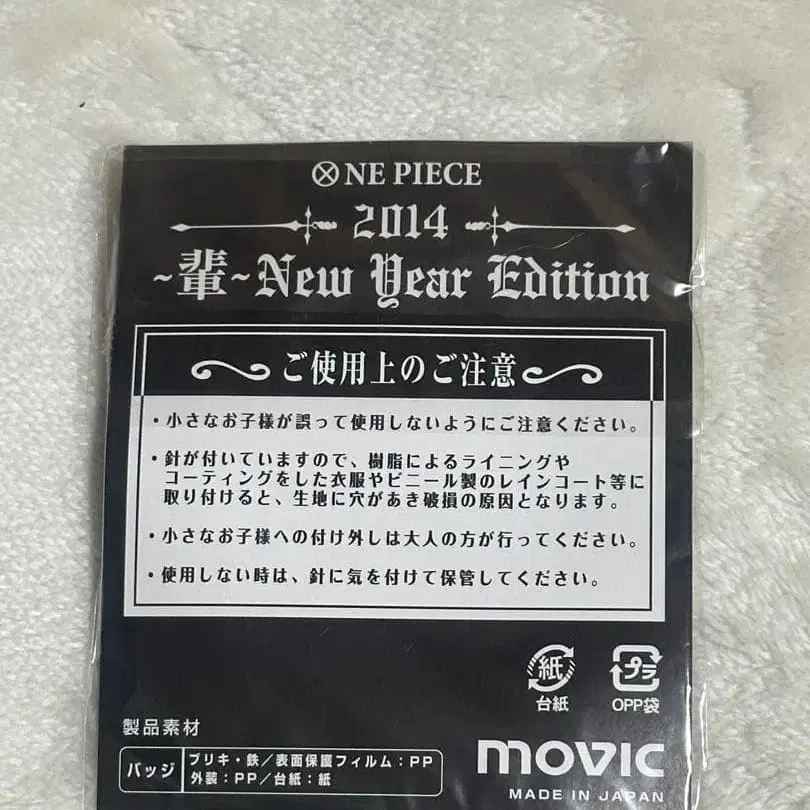 ONE PIECE
2014
~輩~New Year Edition
ご使用上のご注意
・小さなお子様が誤って使用しないようにご注意ください。
・針が付いていますので、樹脂によるライニングや
コーティングをした衣服やビニール製のレインコート等に
取り付けると、生地に穴があき破損の原因となります。
・小さなお子様への付け外しは大人の方が行ってください。
・使用しない時は、針に気を付けて保管してください。
紙
台紙
プラ
OPP袋
製品素材
バッジ
ブリキ・鉄/表面保護フィルム:PP
外装:PP/台紙:紙
movic
MADE IN JAPAN